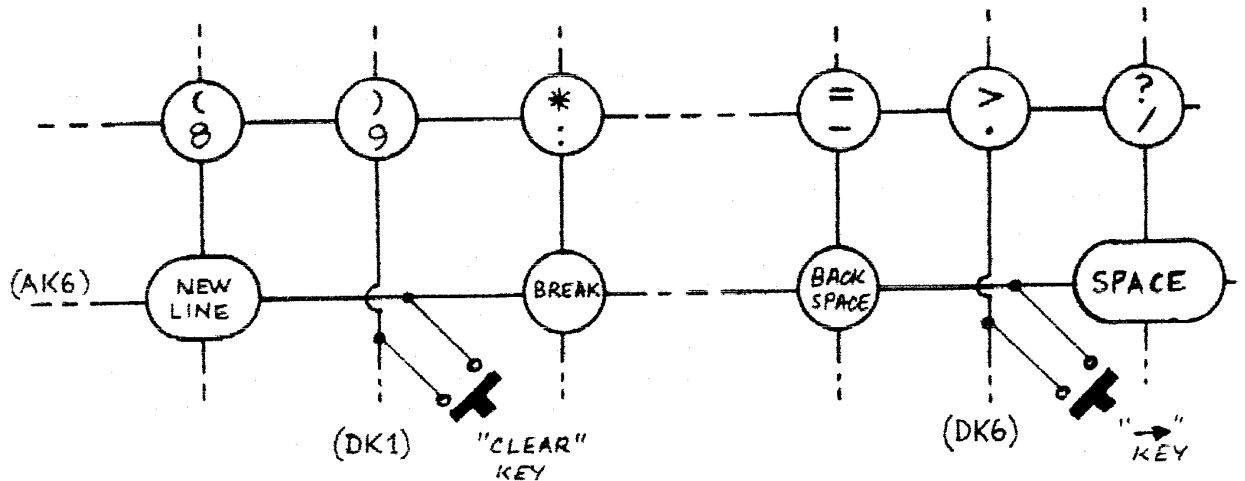 (
8
)
9
*
:
=
-
>
.
?
/
(AK6)
NEW
LINE
BREAK
BACK
SPACE
SPACE
(DK1)
"CLEAR"
KEY
(DK6)
"→"
KEY